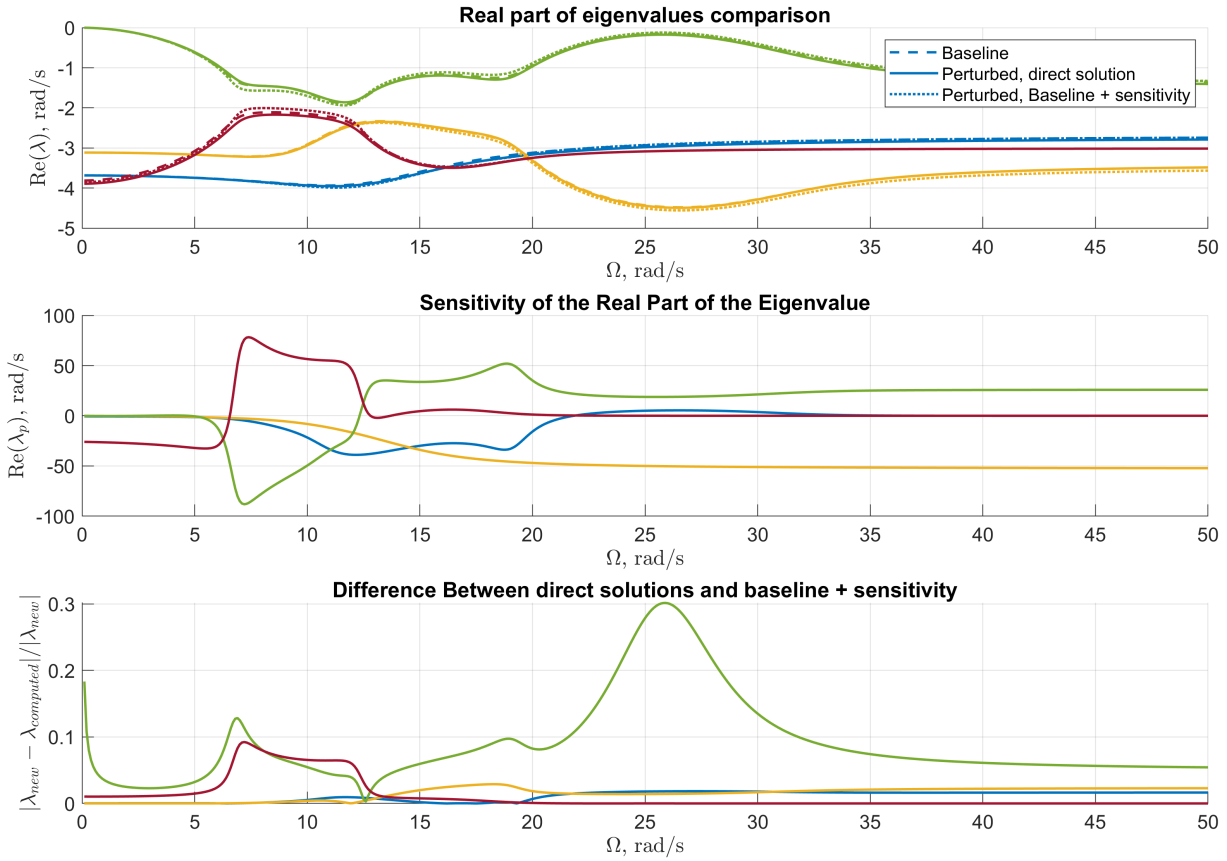 Real part of eigenvalues comparison
Re(λ), rad/s
0
-1
-2
-3
-4
-5
Baseline
Perturbed, direct solution
Perturbed, Baseline + sensitivity
0 5 10 15 20 25 30 35 40 45 50
Ω, rad/s
Sensitivity of the Real Part of the Eigenvalue
Re(λ_p), rad/s
100
50
0
-50
-100
0 5 10 15 20 25 30 35 40 45 50
Ω, rad/s
Difference Between direct solutions and baseline + sensitivity
|λ_new − λ_computed|/|λ_new|
0.3
0.2
0.1
0
0 5 10 15 20 25 30 35 40 45 50
Ω, rad/s